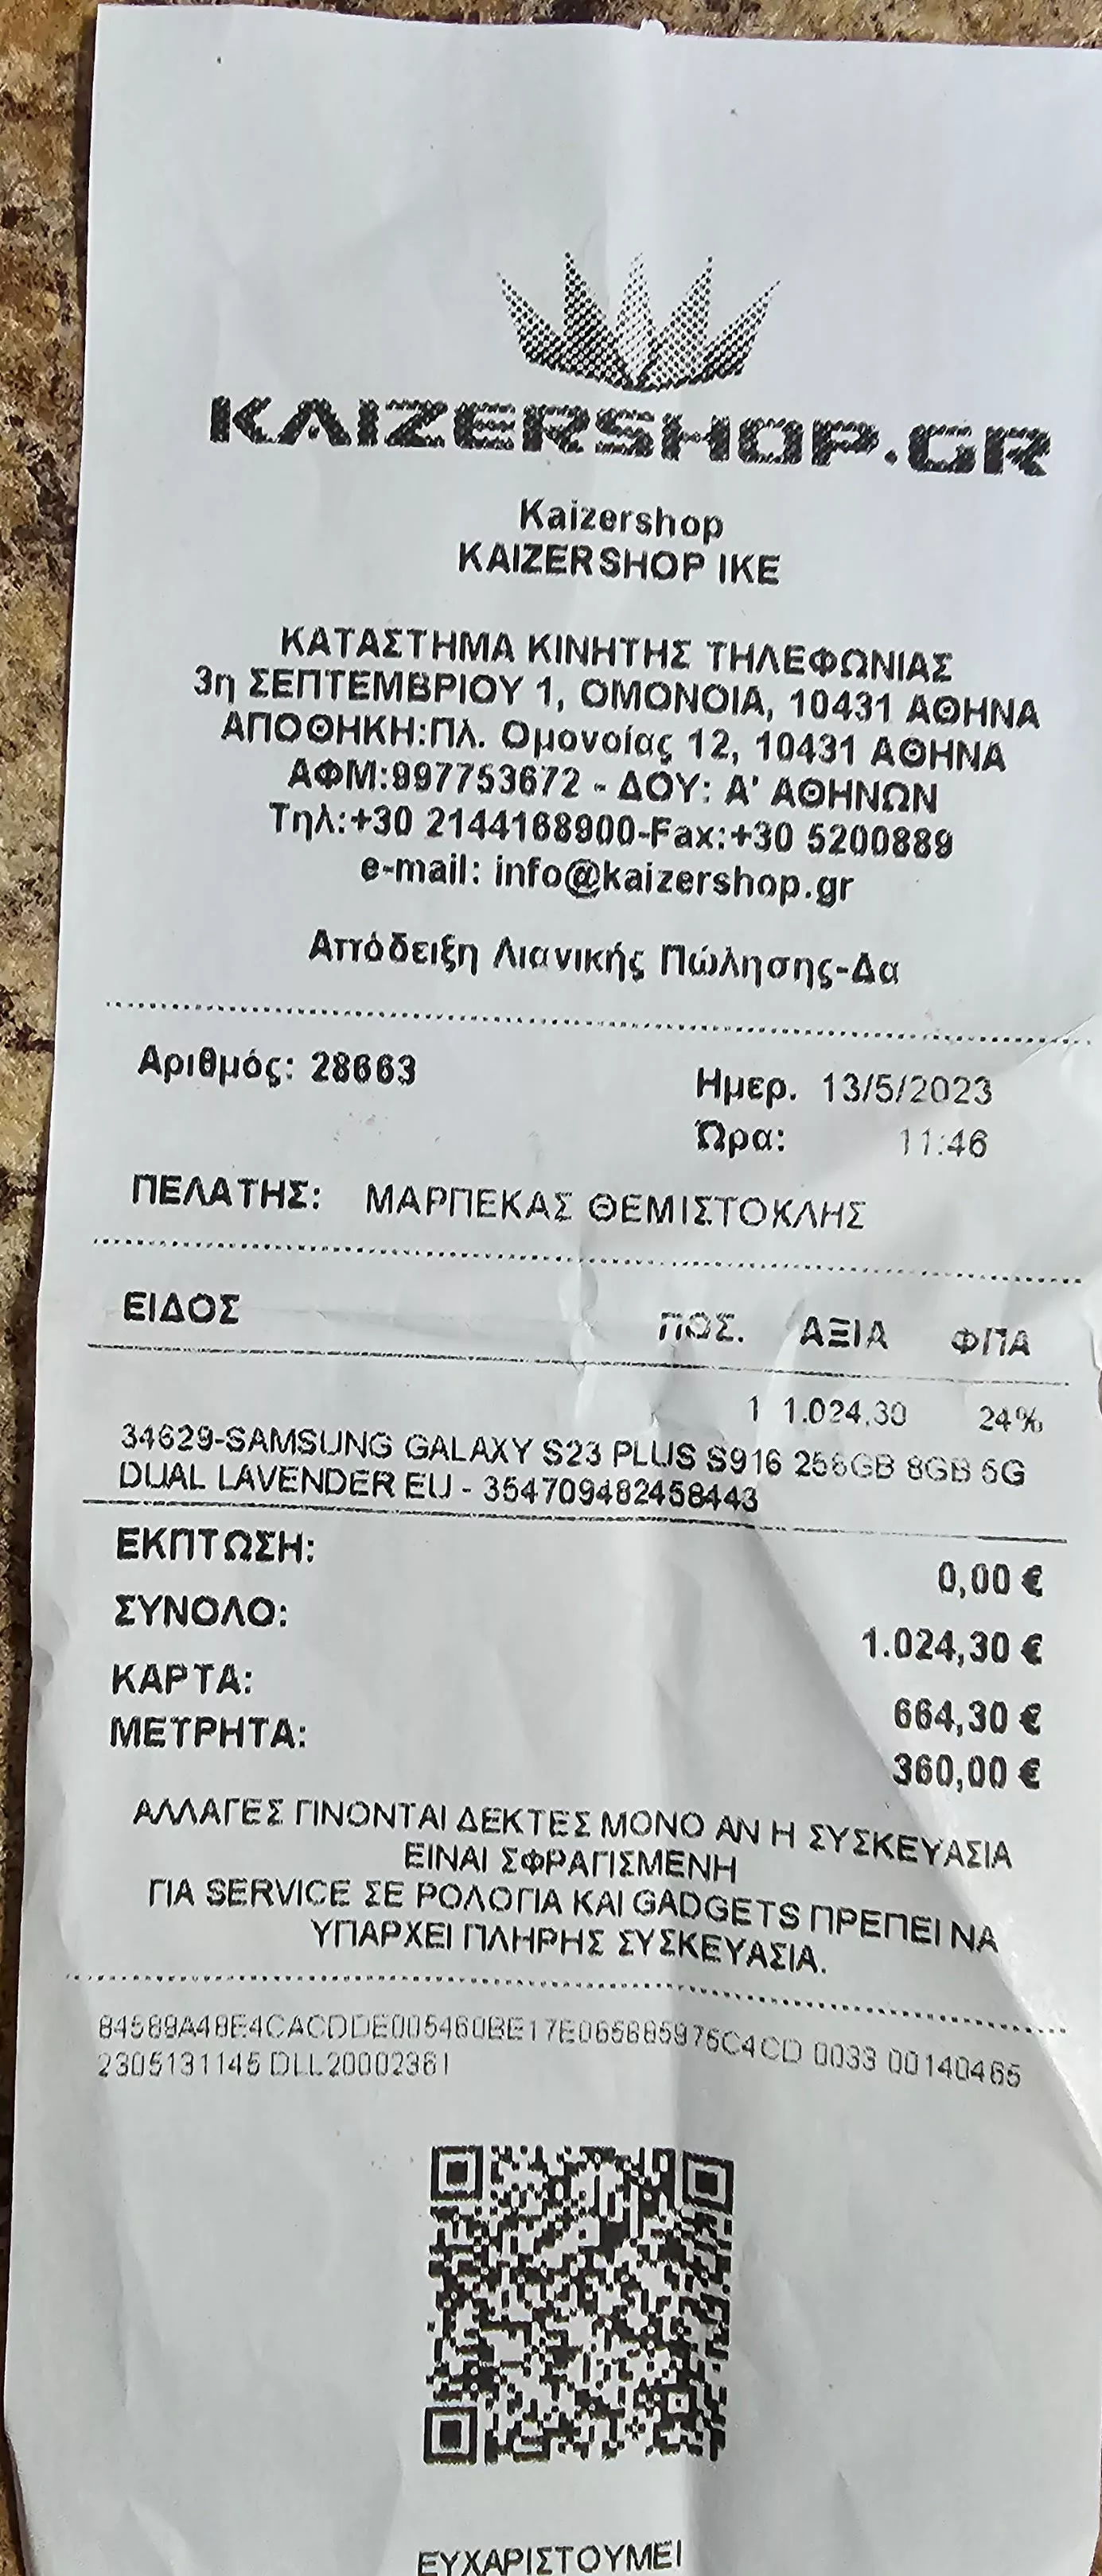 KAIZERSHOP.GR
Kaizershop
KAIZERSHOP IKE
ΚΑΤΑΣΤΗΜΑ ΚΙΝΗΤΗΣ ΤΗΛΕΦΩΝΙΑΣ
3η ΣΕΠΤΕΜΒΡΙΟΥ 1, ΟΜΟΝΟΙΑ, 10431 ΑΘΗΝΑ
ΑΠΟΘΗΚΗ:Πλ. Ομονοίας 12, 10431 ΑΘΗΝΑ
ΑΦΜ:997753672 - ΔΟΥ: Α' ΑΘΗΝΩΝ
Τηλ:+30 2144168900-Fax:+30 5200889
e-mail: info@kaizershop.gr
Απόδειξη Λιανικής Πώλησης-Δα
Αριθμός: 28663 Ημερ. 13/5/2023
Ώρα: 11:46
ΠΕΛΑΤΗΣ: ΜΑΡΠΕΚΑΣ ΘΕΜΙΣΤΟΚΛΗΣ
ΕΙΔΟΣ ΠΟΣ. ΑΞΙΑ ΦΠΑ
1 1.024,30 24%
34629-SAMSUNG GALAXY S23 PLUS S916 256GB 8GB 5G
DUAL LAVENDER EU - 354709482458443
ΕΚΠΤΩΣΗ: 0,00 €
ΣΥΝΟΛΟ: 1.024,30 €
ΚΑΡΤΑ: 664,30 €
ΜΕΤΡΗΤΑ: 360,00 €
ΑΛΛΑΓΕΣ ΓΙΝΟΝΤΑΙ ΔΕΚΤΕΣ ΜΟΝΟ ΑΝ Η ΣΥΣΚΕΥΑΣΙΑ
ΕΙΝΑΙ ΣΦΡΑΓΙΣΜΕΝΗ
ΓΙΑ SERVICE ΣΕ ΡΟΛΟΓΙΑ ΚΑΙ GADGETS ΠΡΕΠΕΙ ΝΑ
ΥΠΑΡΧΕΙ ΠΛΗΡΗΣ ΣΥΣΚΕΥΑΣΙΑ.
0033 00140465
2305131145 DLL20002361
ΕΥΧΑΡΙΣΤΟΥΜΕ!